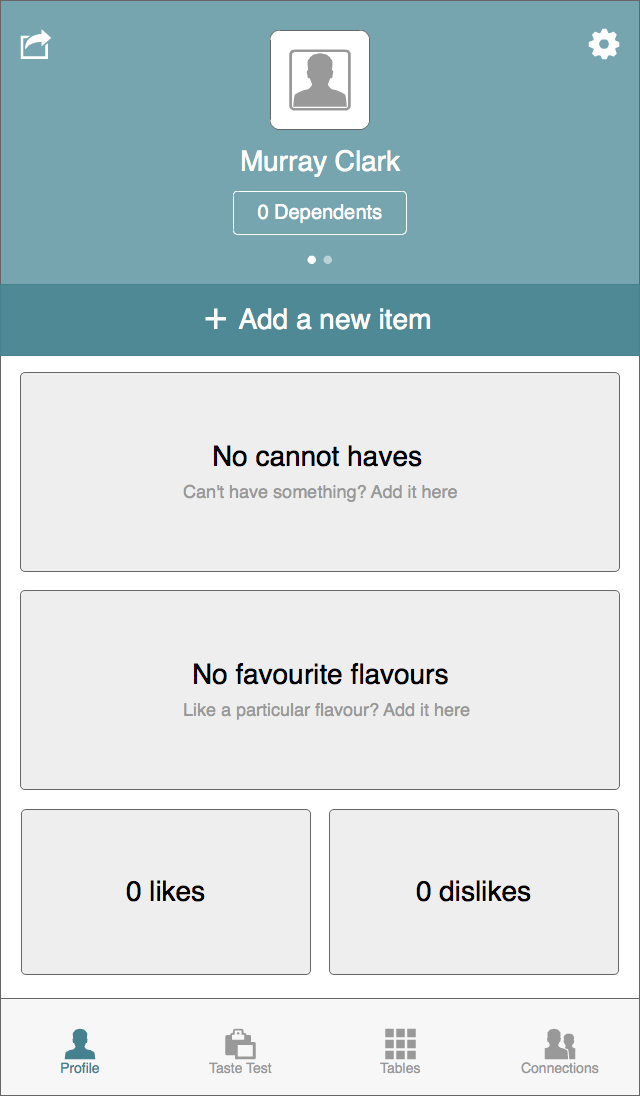 Murray Clark
0 Dependents
+ Add a new item
No cannot haves
Can't have something? Add it here
No favourite flavours
Like a particular flavour? Add it here
0 likes
0 dislikes
Profile
Taste Test
Tables
Connections